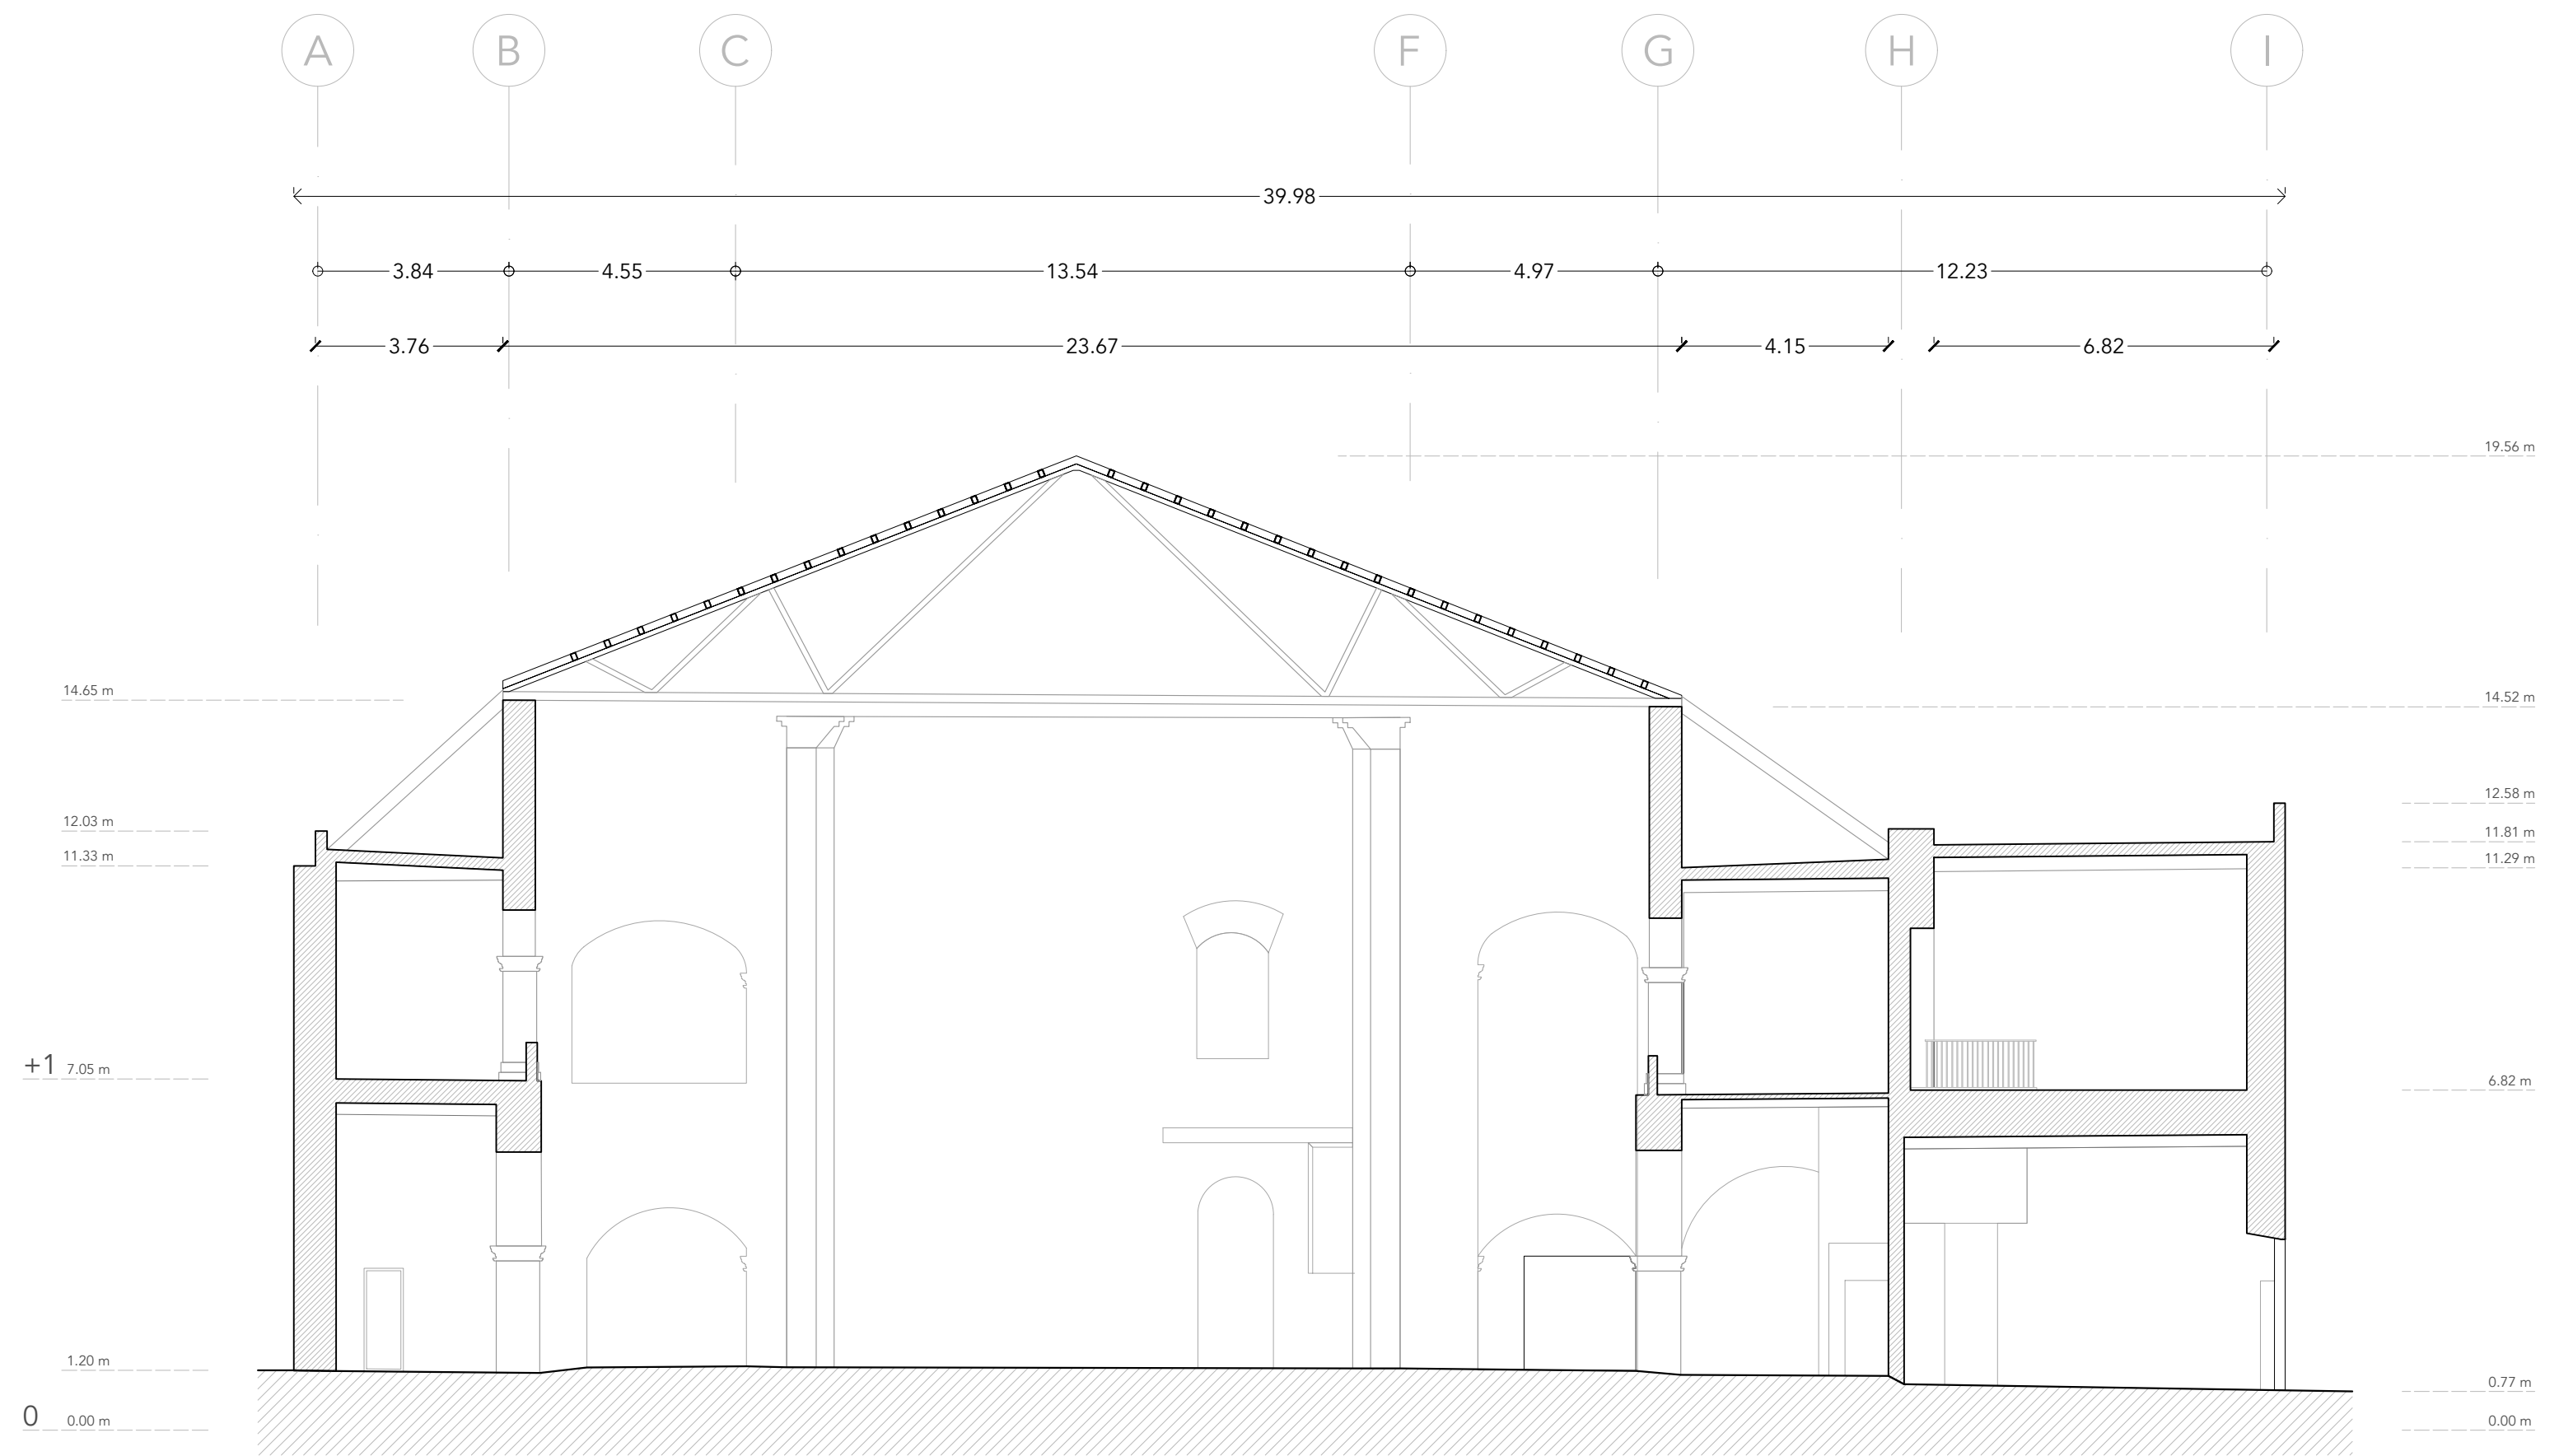 A B C F G H I
39.98
3.84 4.55 13.54 4.97 12.23
3.76 23.67 4.15 6.82
19.56 m
14.65 m 14.52 m
12.58 m
12.03 m 11.81 m
11.33 m 11.29 m
+1 7.05 m 6.82 m
1.20 m 0.77 m
0 0.00 m 0.00 m